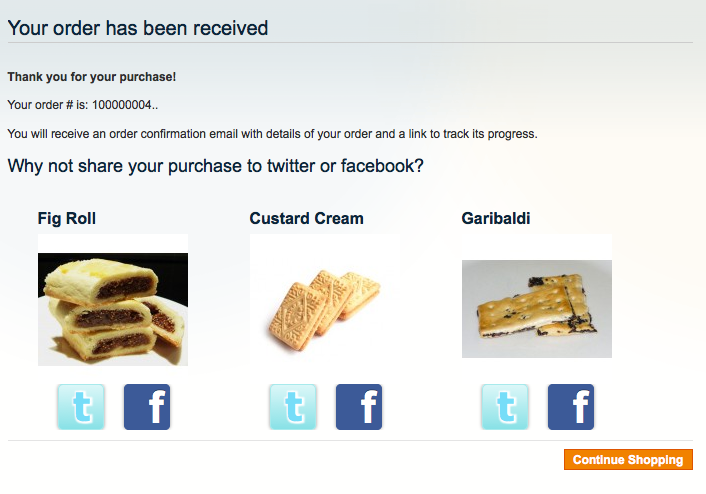 Your order has been received
Thank you for your purchase!
Your order # is: 100000004..
You will receive an order confirmation email with details of your order and a link to track its progress.
Why not share your purchase to twitter or facebook?
Fig Roll
Custard Cream
Garibaldi
t f t f t f
Continue Shopping